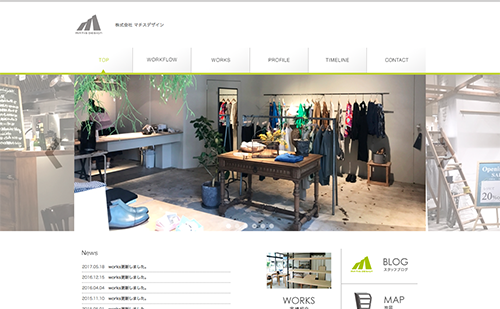 株式会社 マチスデザイン
TOP
WORKFLOW
WORKS
PROFILE
TIMELINE
CONTACT
News
2017.05.18 works更新しました。
2016.12.15 works更新しました。
2016.04.04 works更新しました。
2015.11.10 works更新しました。
WORKS
BLOG
スタッフブログ
MAP
地図